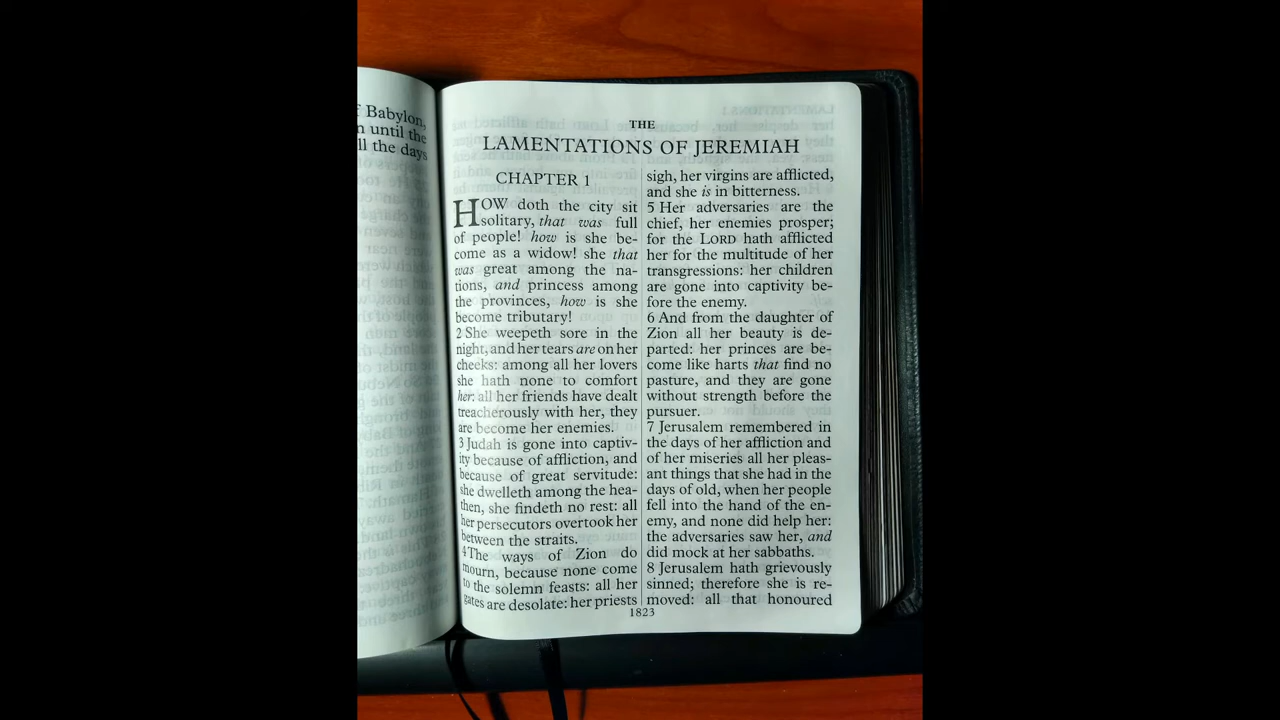 f Babylon,
n until the
ll the days
THE
LAMENTATIONS OF JEREMIAH
CHAPTER 1
HOW doth the city sit
solitary, that was full
of people! how is she be-
come as a widow! she that
was great among the na-
tions, and princess among
the provinces, how is she
become tributary!
2 She weepeth sore in the
night, and her tears are on her
cheeks: among all her lovers
she hath none to comfort
her: all her friends have dealt
treacherously with her, they
are become her enemies.
3 Judah is gone into captiv-
ity because of affliction, and
because of great servitude:
she dwelleth among the hea-
then, she findeth no rest: all
her persecutors overtook her
between the straits.
4 The ways of Zion do
mourn, because none come
to the solemn feasts: all her
gates are desolate: her priests
sigh, her virgins are afflicted,
and she is in bitterness.
5 Her adversaries are the
chief, her enemies prosper;
for the LORD hath afflicted
her for the multitude of her
transgressions: her children
are gone into captivity be-
fore the enemy.
6 And from the daughter of
Zion all her beauty is de-
parted: her princes are be-
come like harts that find no
pasture, and they are gone
without strength before the
pursuer.
7 Jerusalem remembered in
the days of her affliction and
of her miseries all her pleas-
ant things that she had in the
days of old, when her people
fell into the hand of the en-
emy, and none did help her:
the adversaries saw her, and
did mock at her sabbaths.
8 Jerusalem hath grievously
sinned; therefore she is re-
moved: all that honoured
1823